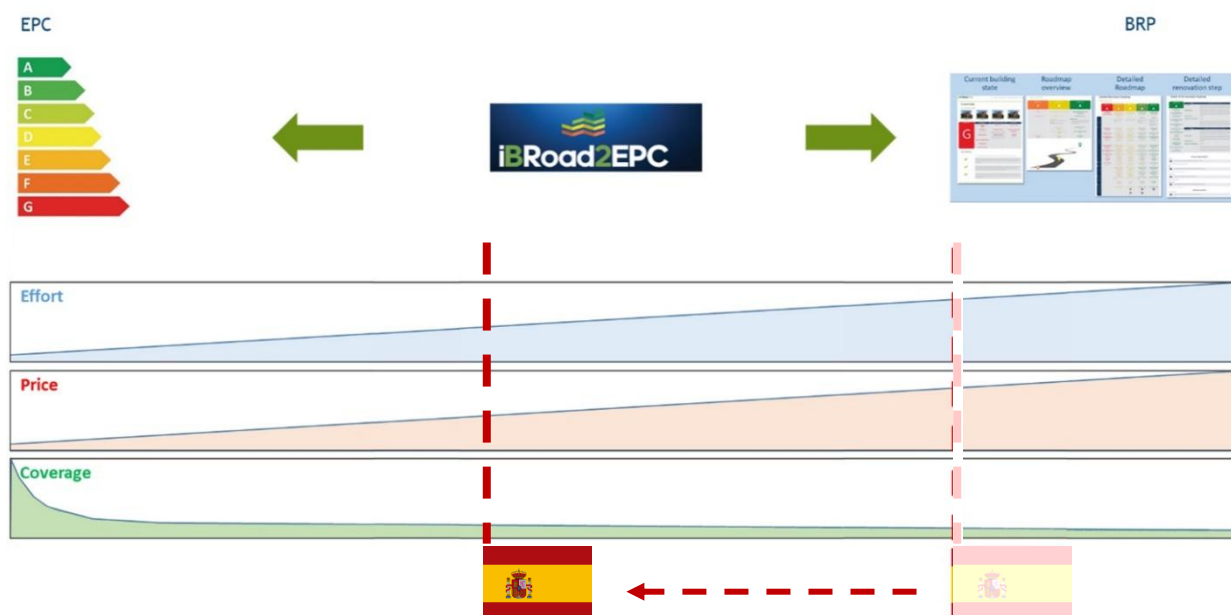 EPC
BRP
A
B
C
D
E
F
G
iBRoad2EPC
Current building
state
Roadmap
overview
Detailed
Roadmap
Detailed
renovation step
G
Effort
Price
Coverage